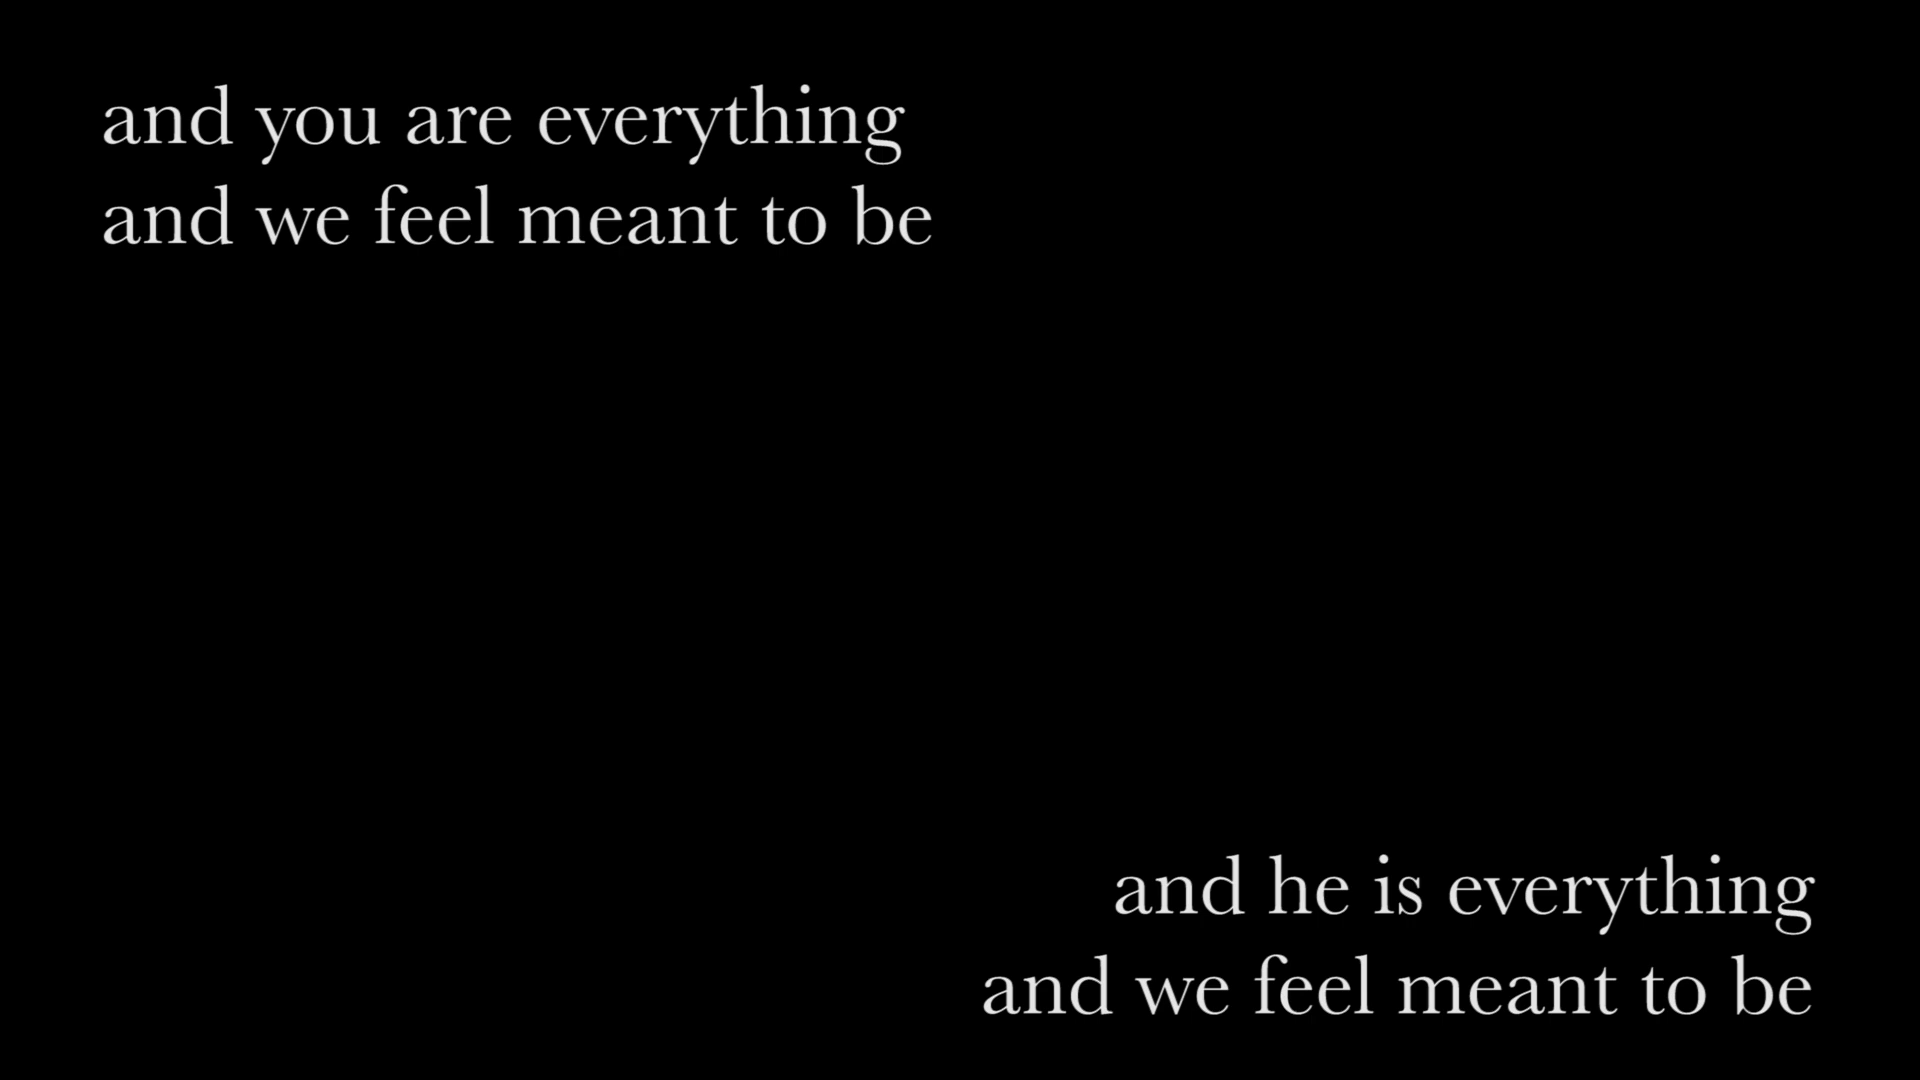 and you are everything
and we feel meant to be
and he is everything
and we feel meant to be